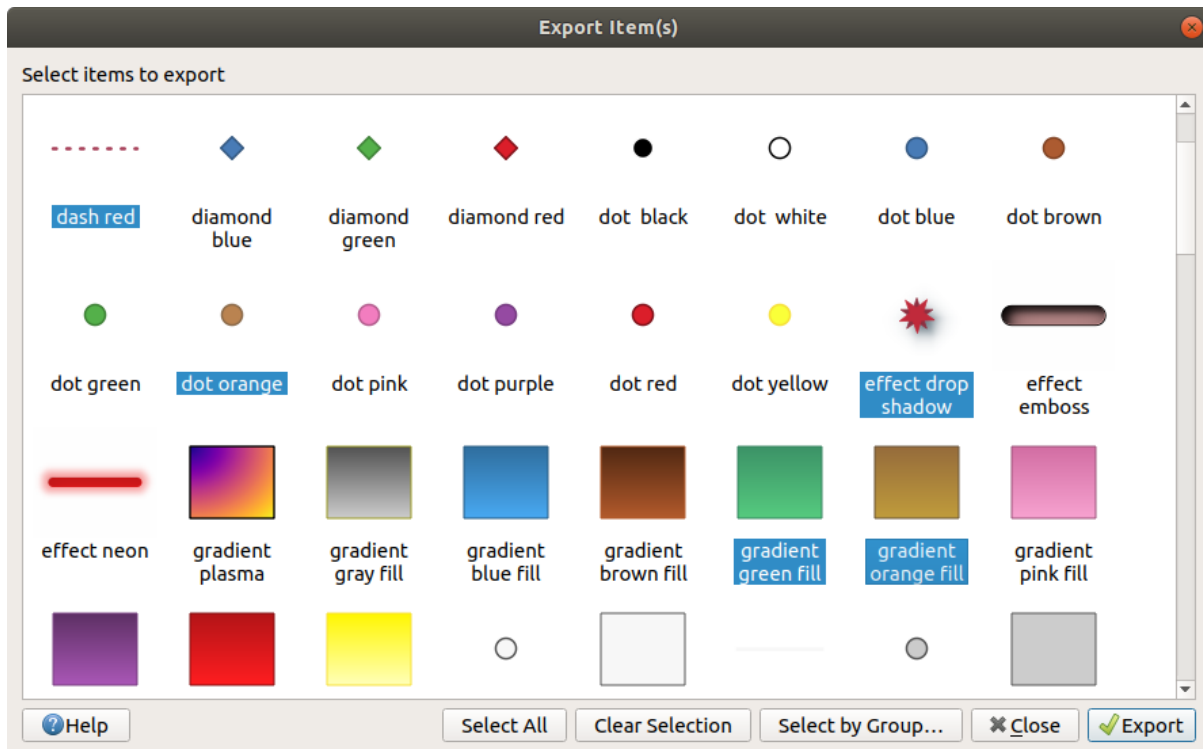 Export Item(s)
Select items to export
dash red
diamond
blue
diamond
green
diamond red
dot  black
dot  white
dot blue
dot brown
dot green
dot orange
dot pink
dot purple
dot red
dot yellow
effect drop
shadow
effect
emboss
effect neon
gradient
plasma
gradient
gray fill
gradient
blue fill
gradient
brown fill
gradient
green fill
gradient
orange fill
gradient
pink fill
Help
Select All
Clear Selection
Select by Group...
Close
Export